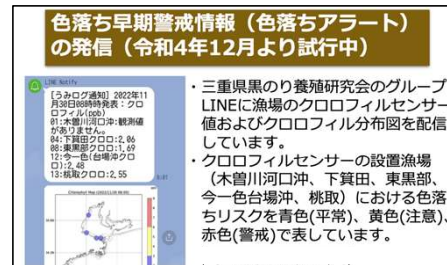 色落ち早期警戒情報（色落ちアラート）
の発信（令和4年12月より試行中）
LINE Notify
[うみログ通知] 2022年11
月30日08時時発表：クロ
ロフィル(ppb)
01:木曽川河口沖:観測値
がありません。
04:下箕田クロロ:2.06
08:東黒部クロロ:1.69
12:今一色(台場沖クロ
ロ):2.48
13:桃取クロロ:2.55
・三重県黒のり養殖研究会のグループ
LINEに漁場のクロロフィルセンサー
値およびクロロフィル分布図を配信
しています。
・クロロフィルセンサーの設置漁場
（木曽川河口沖、下箕田、東黒部、
今一色台場沖、桃取）における色落
ちリスクを青色(平常)、黄色(注意)、
赤色(警戒)で表しています。